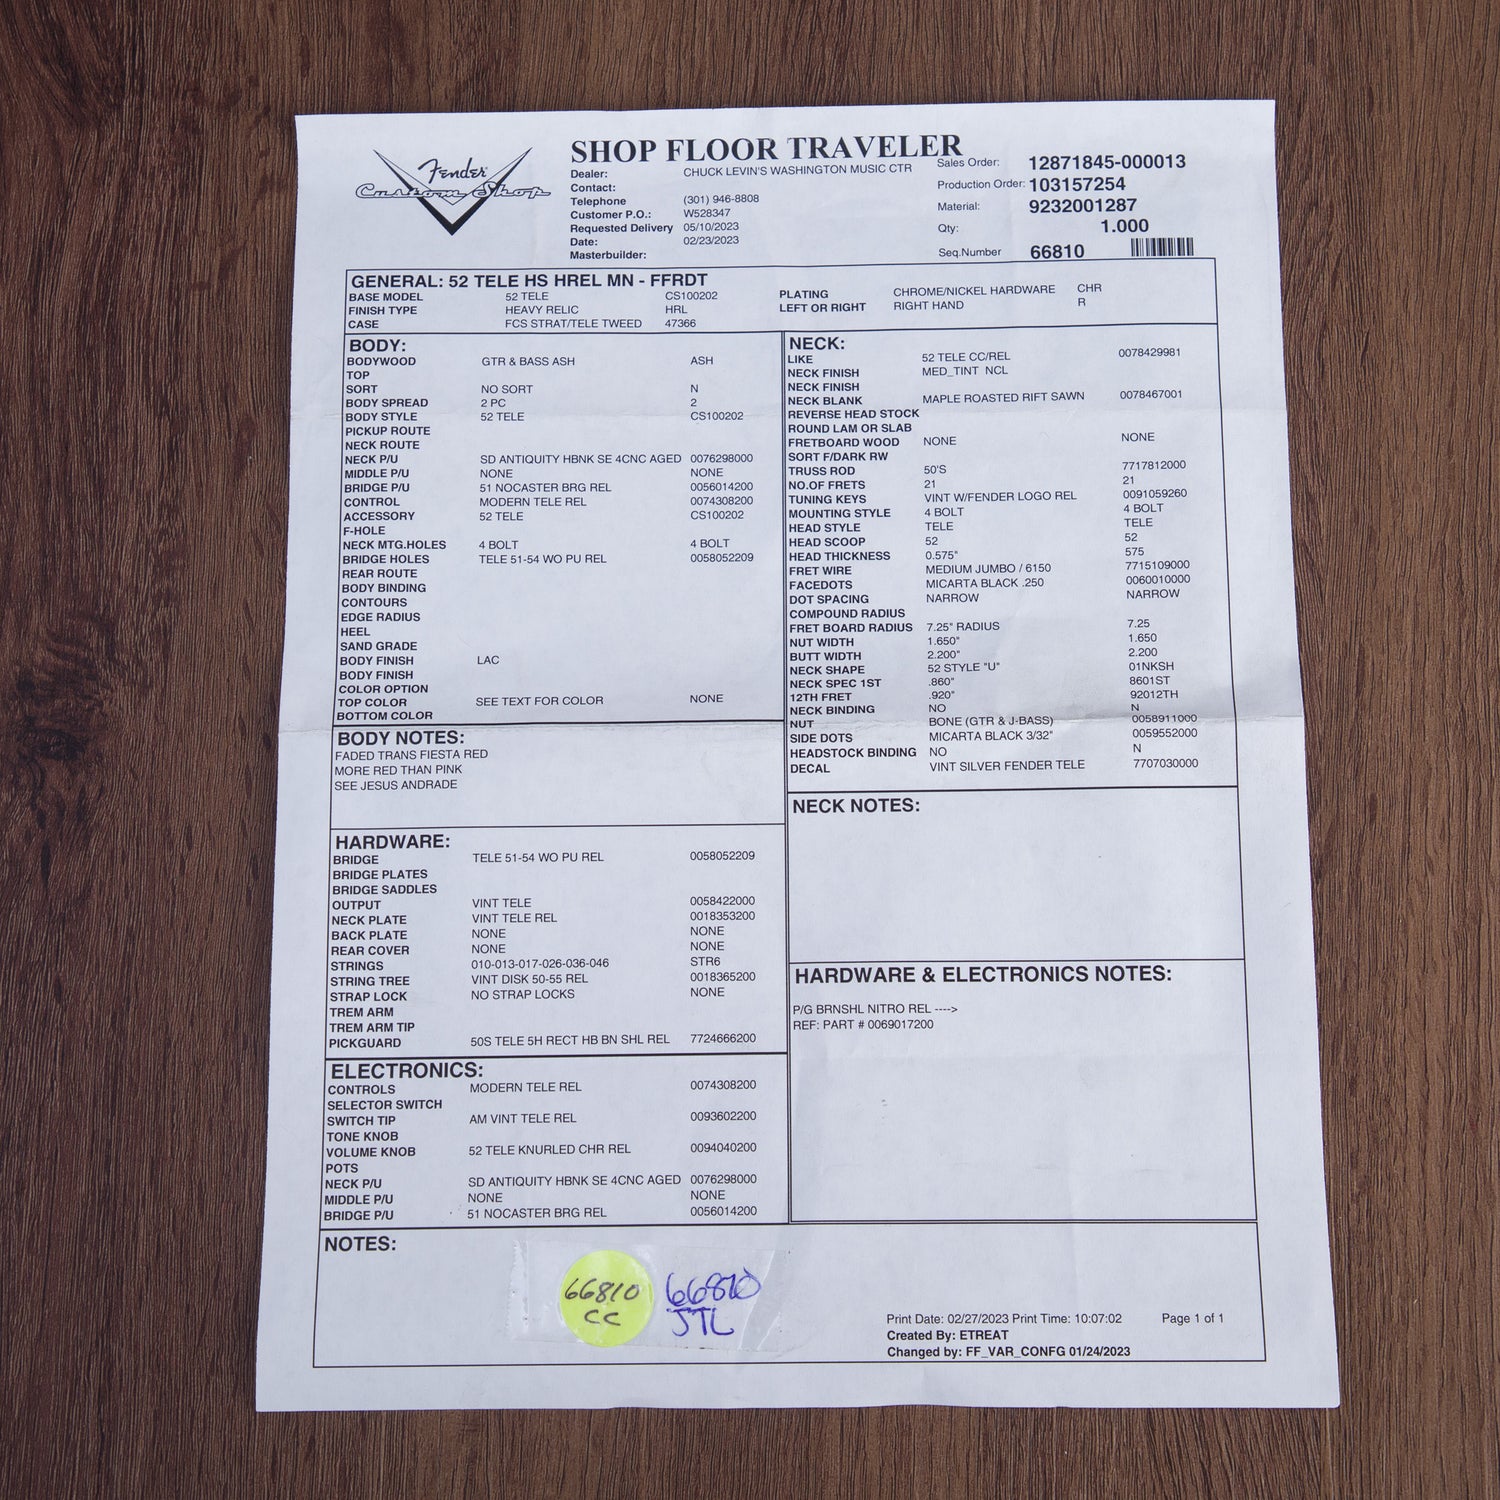 Fender
Custom Shop
SHOP FLOOR TRAVELER
Dealer: CHUCK LEVIN'S WASHINGTON MUSIC CTR
Contact:
Telephone (301) 946-8808
Customer P.O.: W528347
Requested Delivery 05/10/2023
Date: 02/23/2023
Masterbuilder:
Sales Order: 12871845-000013
Production Order: 103157254
Material: 9232001287
Qty: 1.000
Seq.Number 66810
GENERAL: 52 TELE HS HREL MN - FFRDT
BASE MODEL 52 TELE CS100202
FINISH TYPE HEAVY RELIC HRL
CASE FCS STRAT/TELE TWEED 47366
PLATING CHROME/NICKEL HARDWARE CHR
LEFT OR RIGHT RIGHT HAND R
BODY:
BODYWOOD GTR & BASS ASH ASH
TOP
SORT NO SORT N
BODY SPREAD 2 PC 2
BODY STYLE 52 TELE CS100202
PICKUP ROUTE
NECK ROUTE
NECK P/U SD ANTIQUITY HBNK SE 4CNC AGED 0076298000
MIDDLE P/U NONE NONE
BRIDGE P/U 51 NOCASTER BRG REL 0056014200
CONTROL MODERN TELE REL 0074308200
ACCESSORY 52 TELE CS100202
F-HOLE
NECK MTG.HOLES 4 BOLT 4 BOLT
BRIDGE HOLES TELE 51-54 WO PU REL 0058052209
REAR ROUTE
BODY BINDING
CONTOURS
EDGE RADIUS
HEEL
SAND GRADE
BODY FINISH LAC
BODY FINISH
COLOR OPTION
TOP COLOR SEE TEXT FOR COLOR NONE
BOTTOM COLOR
BODY NOTES:
FADED TRANS FIESTA RED
MORE RED THAN PINK
SEE JESUS ANDRADE
HARDWARE:
BRIDGE TELE 51-54 WO PU REL 0058052209
BRIDGE PLATES
BRIDGE SADDLES
OUTPUT VINT TELE 0058422000
NECK PLATE VINT TELE REL 0018353200
BACK PLATE NONE NONE
REAR COVER NONE NONE
STRINGS 010-013-017-026-036-046 STR6
STRING TREE VINT DISK 50-55 REL 0018365200
STRAP LOCK NO STRAP LOCKS NONE
TREM ARM
TREM ARM TIP
PICKGUARD 50S TELE 5H RECT HB BN SHL REL 7724666200
ELECTRONICS:
CONTROLS MODERN TELE REL 0074308200
SELECTOR SWITCH
SWITCH TIP AM VINT TELE REL 0093602200
TONE KNOB
VOLUME KNOB 52 TELE KNURLED CHR REL 0094040200
POTS
NECK P/U SD ANTIQUITY HBNK SE 4CNC AGED 0076298000
MIDDLE P/U NONE NONE
BRIDGE P/U 51 NOCASTER BRG REL 0056014200
NECK:
LIKE 52 TELE CC/REL 0078429981
NECK FINISH MED_TINT NCL
NECK FINISH
NECK BLANK MAPLE ROASTED RIFT SAWN 0078467001
REVERSE HEAD STOCK
ROUND LAM OR SLAB
FRETBOARD WOOD NONE NONE
SORT F/DARK RW
TRUSS ROD 50'S 7717812000
NO.OF FRETS 21 21
TUNING KEYS VINT W/FENDER LOGO REL 0091059260
MOUNTING STYLE 4 BOLT 4 BOLT
HEAD STYLE TELE TELE
HEAD SCOOP 52 52
HEAD THICKNESS 0.575" 575
FRET WIRE MEDIUM JUMBO / 6150 7715109000
FACEDOTS MICARTA BLACK .250 0060010000
DOT SPACING NARROW NARROW
COMPOUND RADIUS
FRET BOARD RADIUS 7.25" RADIUS 7.25
NUT WIDTH 1.650" 1.650
BUTT WIDTH 2.200" 2.200
NECK SHAPE 52 STYLE "U" 01NKSH
NECK SPEC 1ST .860" 8601ST
12TH FRET .920" 92012TH
NECK BINDING NO N
NUT BONE (GTR & J-BASS) 0058911000
SIDE DOTS MICARTA BLACK 3/32" 0059552000
HEADSTOCK BINDING NO N
DECAL VINT SILVER FENDER TELE 7707030000
NECK NOTES:
HARDWARE & ELECTRONICS NOTES:
P/G BRNSHL NITRO REL ---->
REF: PART # 0069017200
NOTES:
66810
CC
66810
JTL
Print Date: 02/27/2023 Print Time: 10:07:02 Page 1 of 1
Created By: ETREAT
Changed by: FF_VAR_CONFG 01/24/2023